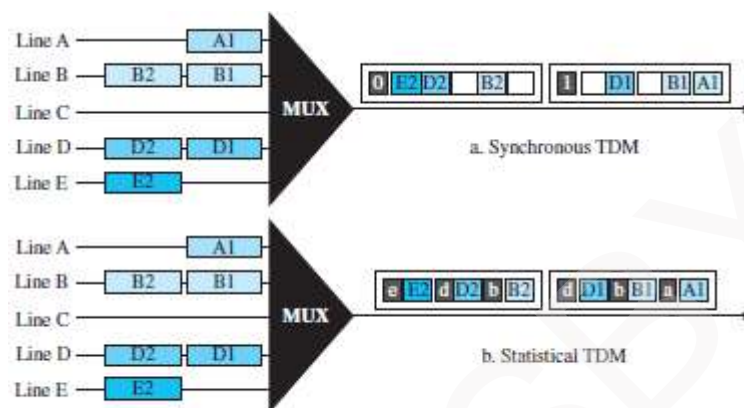 Line A A1
Line B B2 B1
Line C
Line D D2 D1
Line E E2
MUX
0 E2 D2 B2 1 D1 B1 A1
a. Synchronous TDM
Line A A1
Line B B2 B1
Line C
Line D D2 D1
Line E E2
MUX
e E2 d D2 b B2 d D1 b B1 a A1
b. Statistical TDM